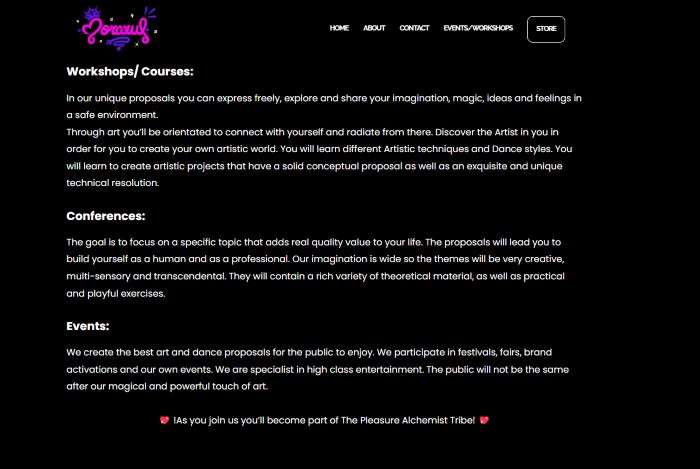 Morazul
HOME ABOUT CONTACT EVENTS/WORKSHOPS STORE
Workshops/ Courses:
In our unique proposals you can express freely, explore and share your imagination, magic, ideas and feelings in
a safe environment.
Through art you'll be orientated to connect with yourself and radiate from there. Discover the Artist in you in
order for you to create your own artistic world. You will learn different Artistic techniques and Dance styles. You
will learn to create artistic projects that have a solid conceptual proposal as well as an exquisite and unique
technical resolution.
Conferences:
The goal is to focus on a specific topic that adds real quality value to your life. The proposals will lead you to
build yourself as a human and as a professional. Our imagination is wide so the themes will be very creative,
multi-sensory and transcendental. They will contain a rich variety of theoretical material, as well as practical
and playful exercises.
Events:
We create the best art and dance proposals for the public to enjoy. We participate in festivals, fairs, brand
activations and our own events. We are specialist in high class entertainment. The public will not be the same
after our magical and powerful touch of art.
💖 !As you join us you'll become part of The Pleasure Alchemist Tribe! 💖